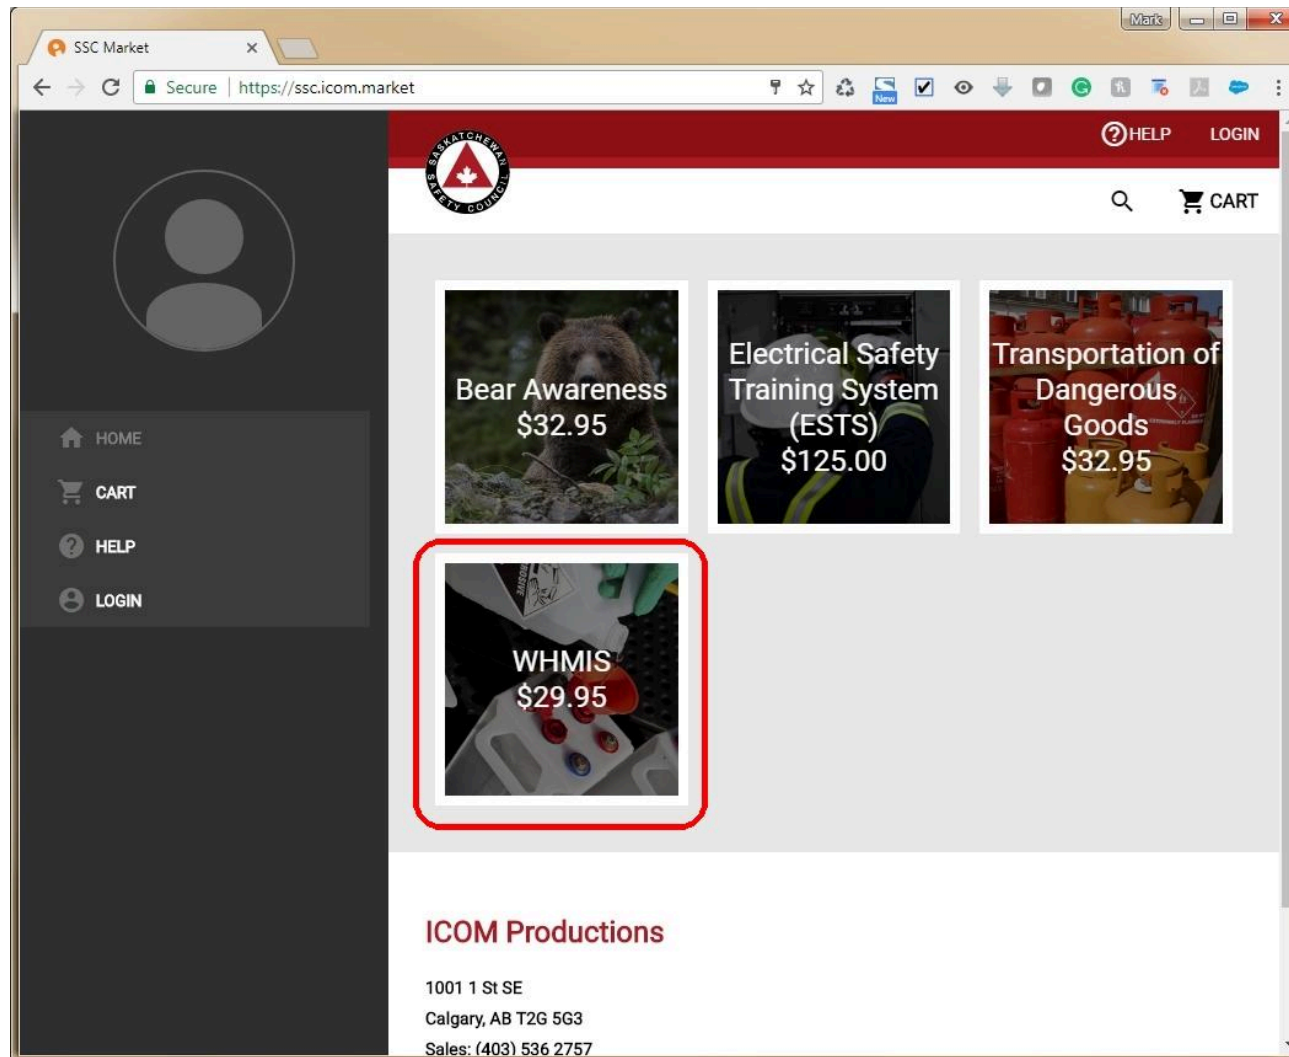 Mark
SSC Market
Secure | https://ssc.icom.market
New
HELP LOGIN
SASKATCHEWAN
SAFETY COUNCIL
CART
HOME
CART
HELP
LOGIN
Bear Awareness
$32.95
Electrical Safety
Training System
(ESTS)
$125.00
Transportation of
Dangerous
Goods
$32.95
WHMIS
$29.95
ICOM Productions
1001 1 St SE
Calgary, AB T2G 5G3
Sales: (403) 536 2757